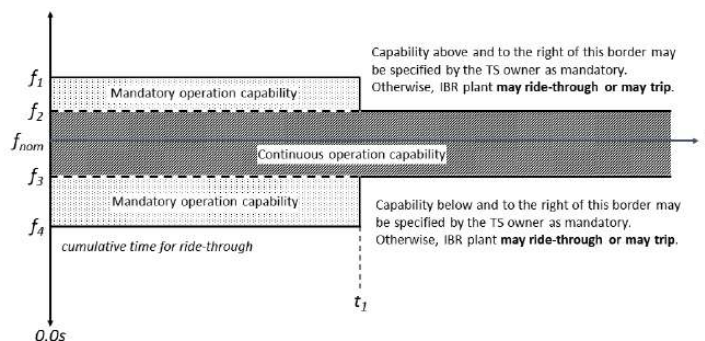 Capability above and to the right of this border may
be specified by the TS owner as mandatory.
Otherwise, IBR plant may ride-through or may trip.
f1
Mandatory operation capability
f2
fnom
Continuous operation capability
f3
Mandatory operation capability
f4
Capability below and to the right of this border may
be specified by the TS owner as mandatory.
Otherwise, IBR plant may ride-through or may trip.
cumulative time for ride-through
t1
0.0s